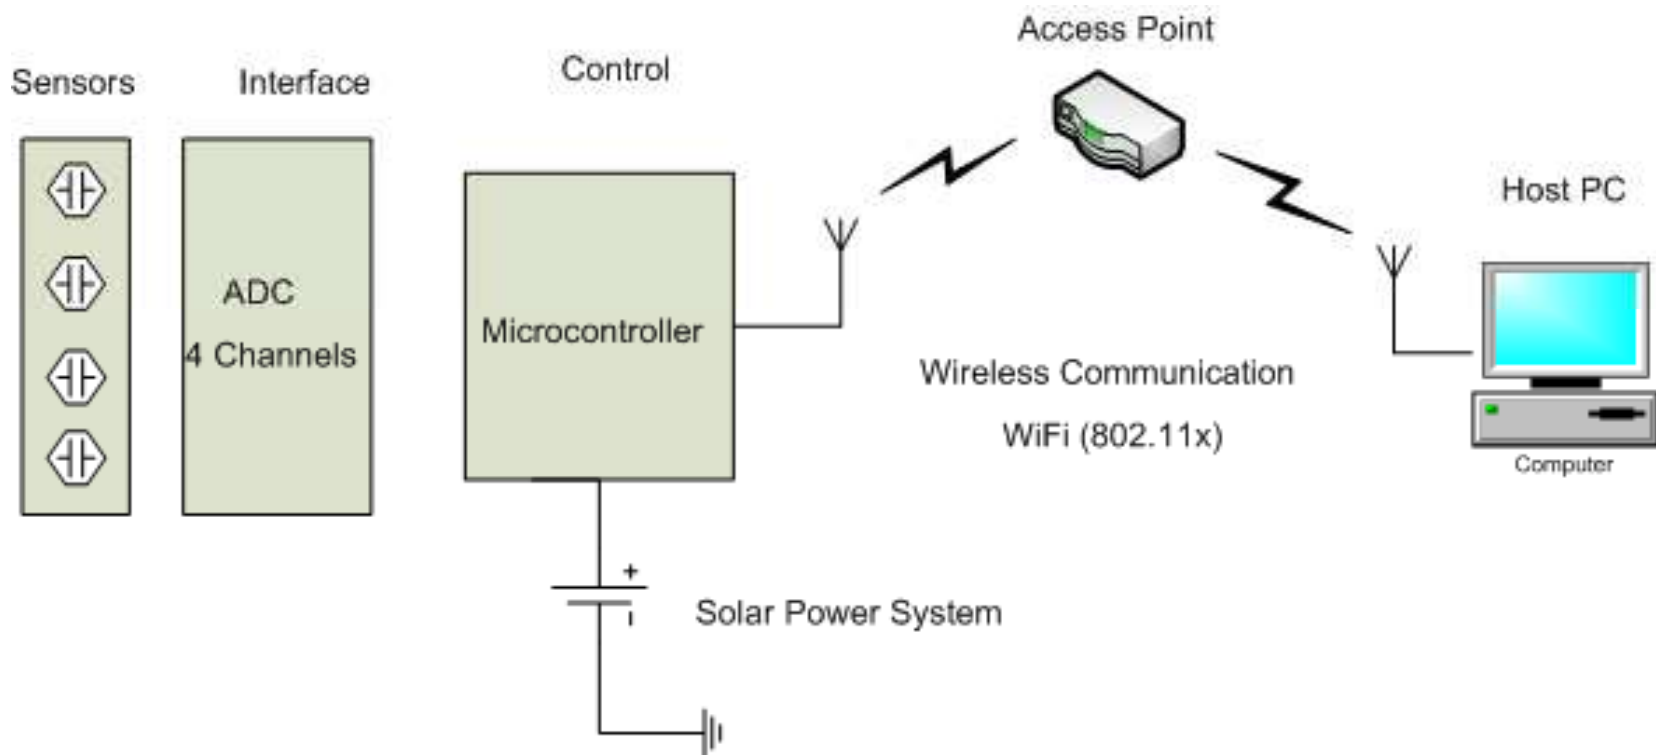 Access Point
Sensors
Interface
Control
Host PC
ADC
4 Channels
Microcontroller
Wireless Communication
WiFi (802.11x)
Computer
+
-
Solar Power System